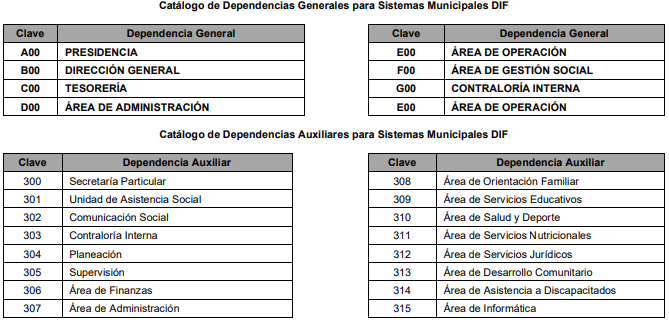 Catálogo de Dependencias Generales para Sistemas Municipales DIF
Clave Dependencia General
A00 PRESIDENCIA
B00 DIRECCIÓN GENERAL
C00 TESORERÍA
D00 ÁREA DE ADMINISTRACIÓN
Clave Dependencia General
E00 ÁREA DE OPERACIÓN
F00 ÁREA DE GESTIÓN SOCIAL
G00 CONTRALORÍA INTERNA
E00 ÁREA DE OPERACIÓN
Catálogo de Dependencias Auxiliares para Sistemas Municipales DIF
Clave Dependencia Auxiliar
300 Secretaría Particular
301 Unidad de Asistencia Social
302 Comunicación Social
303 Contraloría Interna
304 Planeación
305 Supervisión
306 Área de Finanzas
307 Área de Administración
Clave Dependencia Auxiliar
308 Área de Orientación Familiar
309 Área de Servicios Educativos
310 Área de Salud y Deporte
311 Área de Servicios Nutricionales
312 Área de Servicios Jurídicos
313 Área de Desarrollo Comunitario
314 Área de Asistencia a Discapacitados
315 Área de Informática